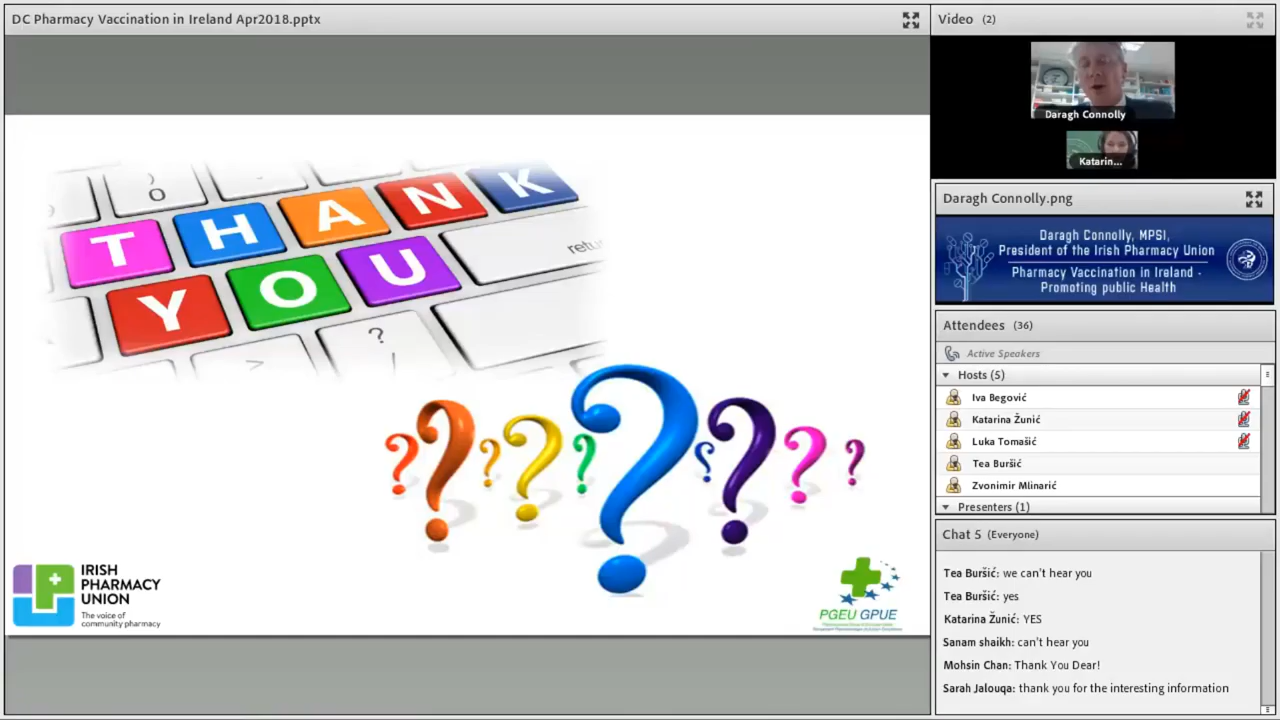 DC Pharmacy Vaccination in Ireland Apr2018.pptx
THANK
YOU
IRISH
PHARMACY
UNION
The voice of
community pharmacy
PGEU GPUE
Video (2)
Daragh Connolly
Katarin...
Daragh Connolly.png
Daragh Connolly, MPSI,
President of the Irish Pharmacy Union
Pharmacy Vaccination in Ireland -
Promoting public Health
Attendees (36)
Active Speakers
Hosts (5)
Iva Begović
Katarina Žunić
Luka Tomašić
Tea Buršić
Zvonimir Mlinarić
Presenters (1)
Chat 5 (Everyone)
Tea Buršić: we can't hear you
Tea Buršić: yes
Katarina Žunić: YES
Sanam shaikh: can't hear you
Mohsin Chan: Thank You Dear!
Sarah Jalouqa: thank you for the interesting information